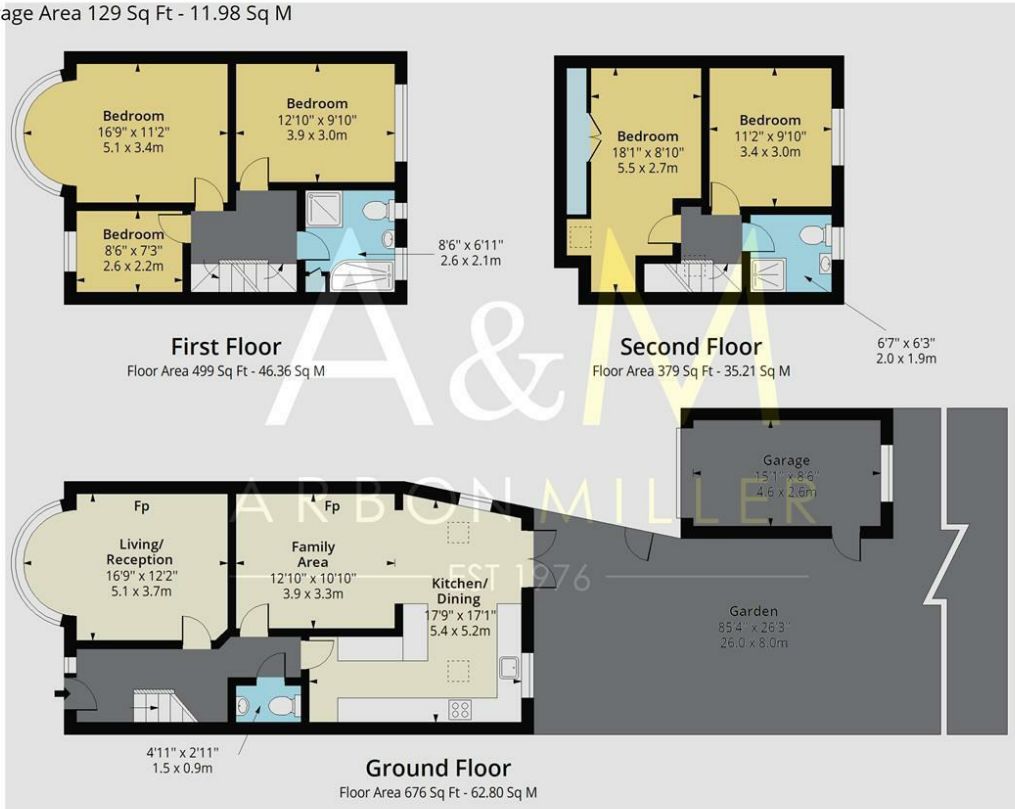 rage Area 129 Sq Ft - 11.98 Sq M
Bedroom
16'9" x 11'2"
5.1 x 3.4m
Bedroom
12'10" x 9'10"
3.9 x 3.0m
Bedroom
8'6" x 7'3"
2.6 x 2.2m
8'6" x 6'11"
2.6 x 2.1m
First Floor
Floor Area 499 Sq Ft - 46.36 Sq M
Bedroom
18'1" x 8'10"
5.5 x 2.7m
Bedroom
11'2" x 9'10"
3.4 x 3.0m
6'7" x 6'3"
2.0 x 1.9m
Second Floor
Floor Area 379 Sq Ft - 35.21 Sq M
A&M
ARBON MILLER
EST 1976
Fp
Living/
Reception
16'9" x 12'2"
5.1 x 3.7m
Fp
Family
Area
12'10" x 10'10"
3.9 x 3.3m
Kitchen/
Dining
17'9" x 17'1"
5.4 x 5.2m
Garage
15'1" x 8'6"
4.6 x 2.6m
Garden
85'4" x 26'3"
26.0 x 8.0m
4'11" x 2'11"
1.5 x 0.9m
Ground Floor
Floor Area 676 Sq Ft - 62.80 Sq M